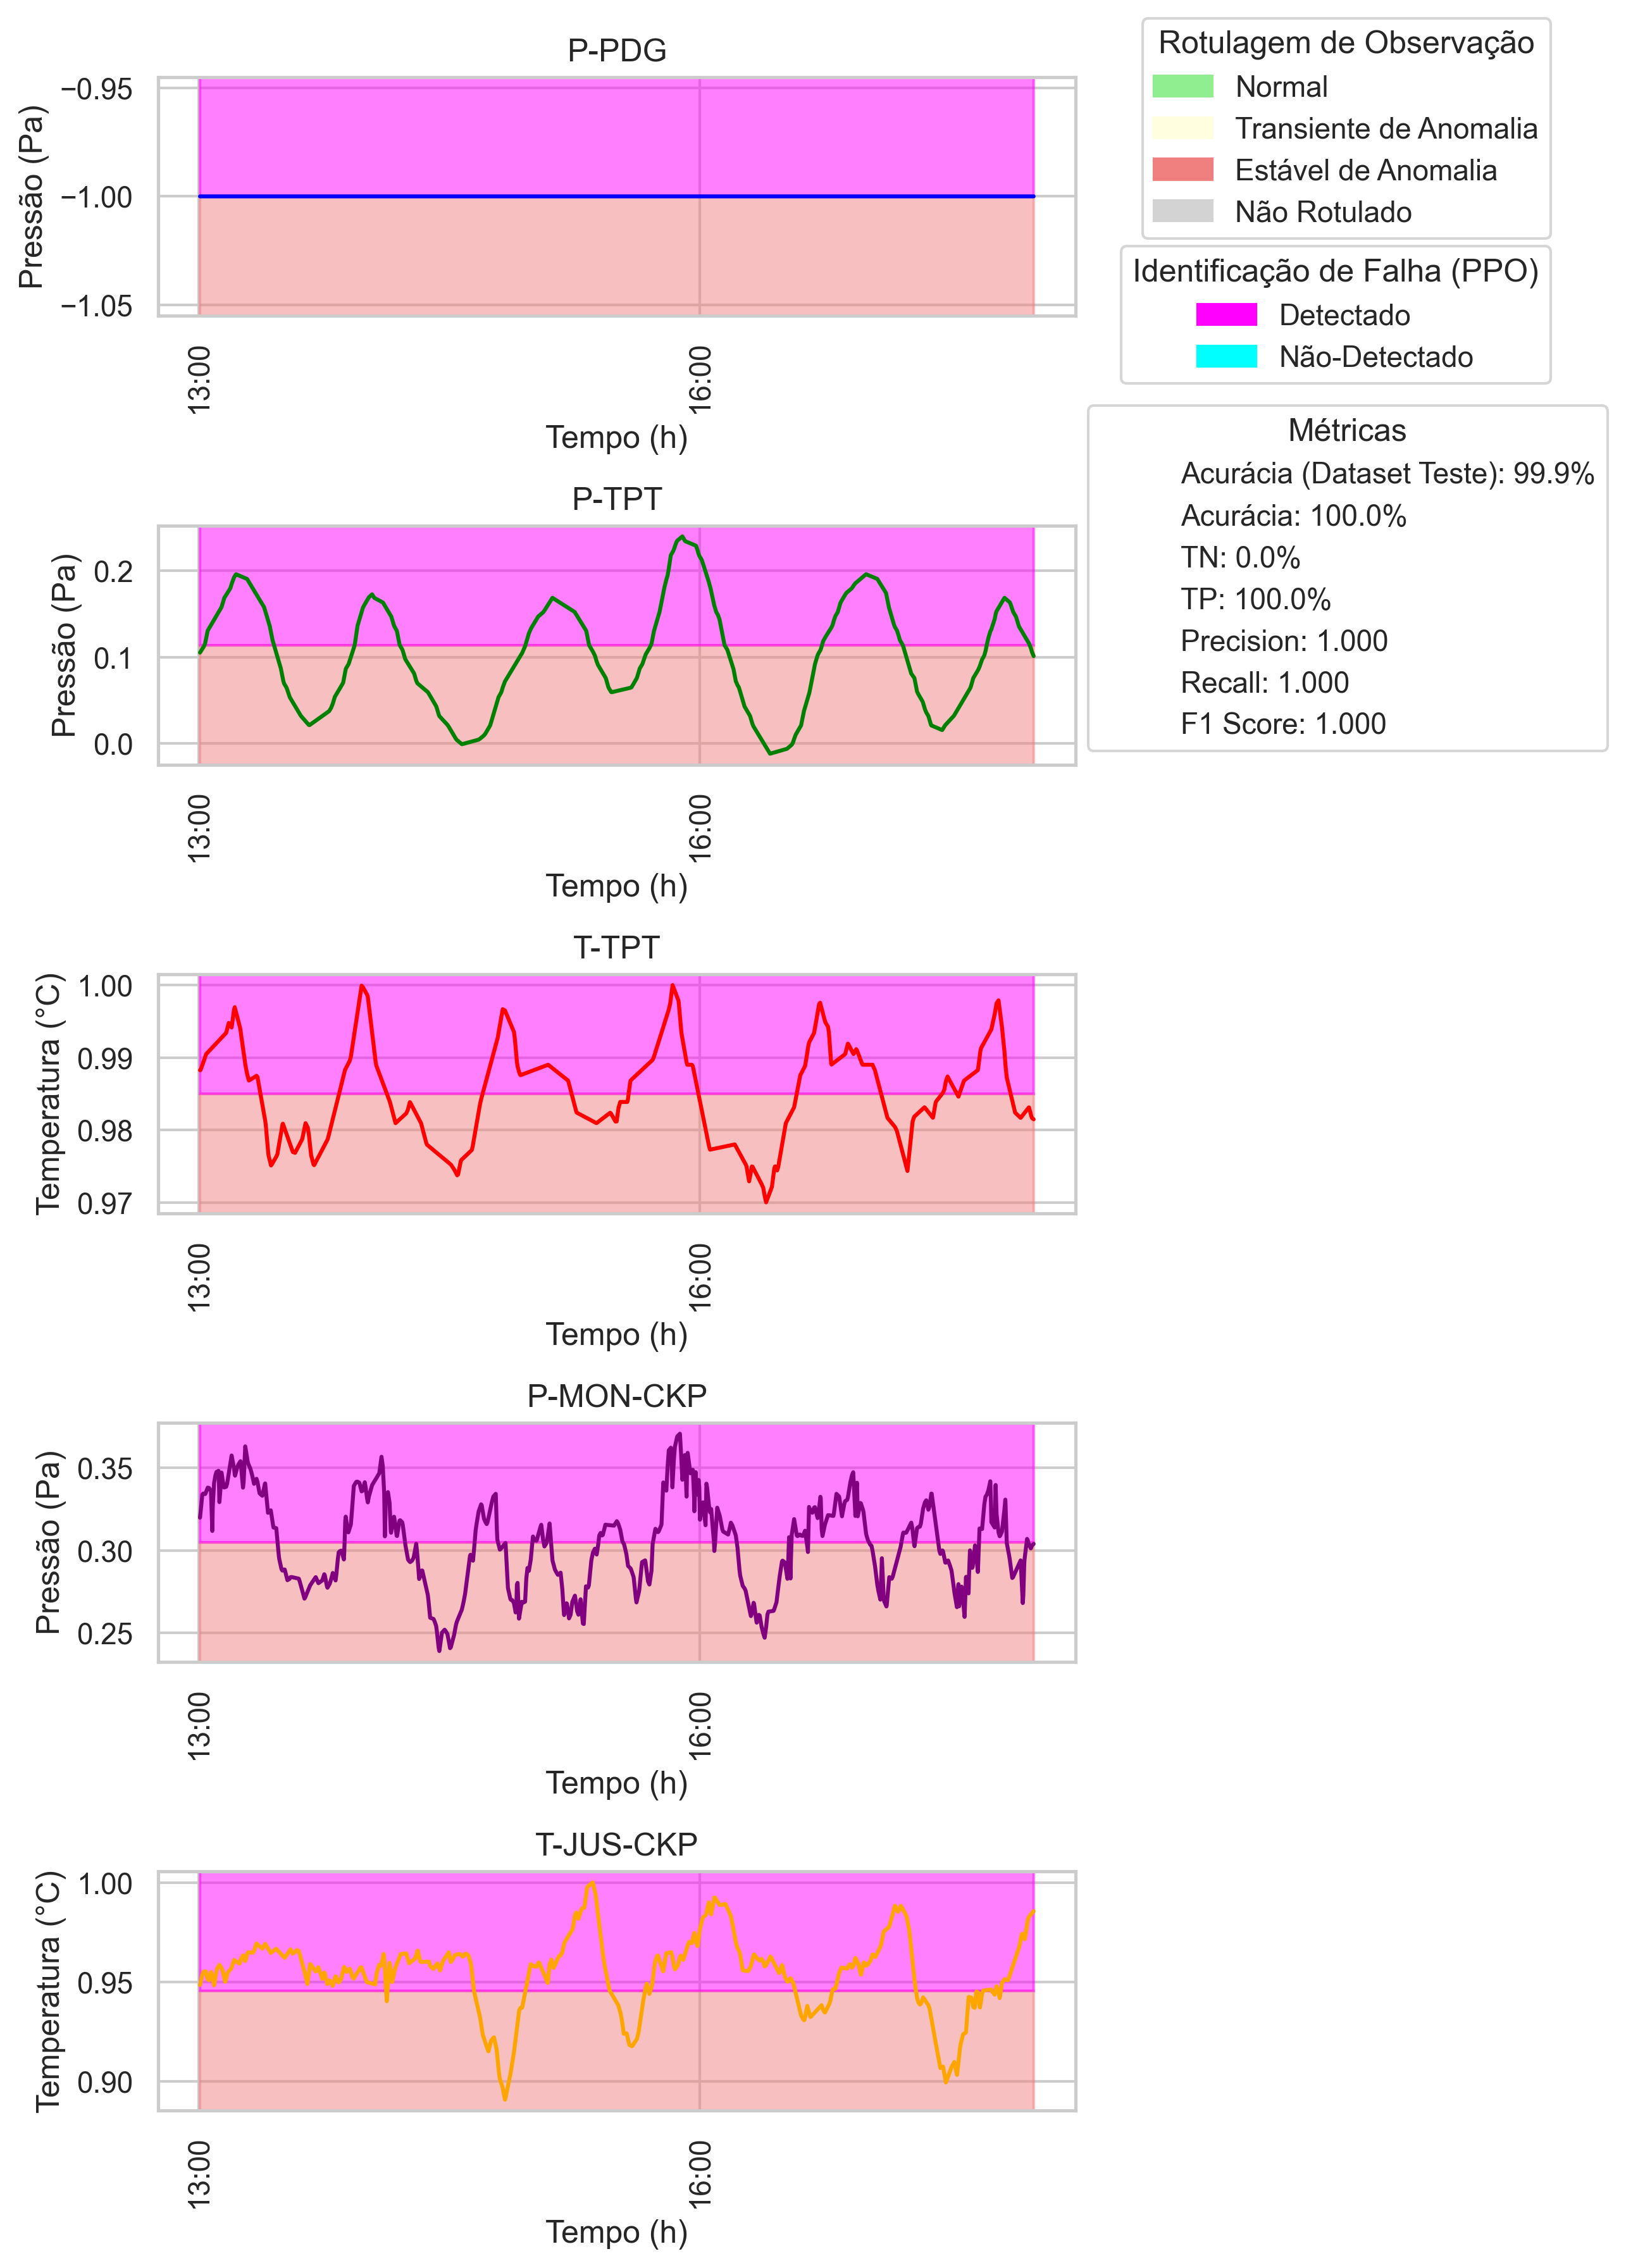 P-PDG
Pressão (Pa)
−0.95
−1.00
−1.05
13:00
16:00
Tempo (h)
Rotulagem de Observação
Normal
Transiente de Anomalia
Estável de Anomalia
Não Rotulado
Identificação de Falha (PPO)
Detectado
Não-Detectado
Métricas
Acurácia (Dataset Teste): 99.9%
Acurácia: 100.0%
TN: 0.0%
TP: 100.0%
Precision: 1.000
Recall: 1.000
F1 Score: 1.000
P-TPT
Pressão (Pa)
0.2
0.1
0.0
13:00
16:00
Tempo (h)
T-TPT
Temperatura (°C)
1.00
0.99
0.98
0.97
13:00
16:00
Tempo (h)
P-MON-CKP
Pressão (Pa)
0.35
0.30
0.25
13:00
16:00
Tempo (h)
T-JUS-CKP
Temperatura (°C)
1.00
0.95
0.90
13:00
16:00
Tempo (h)